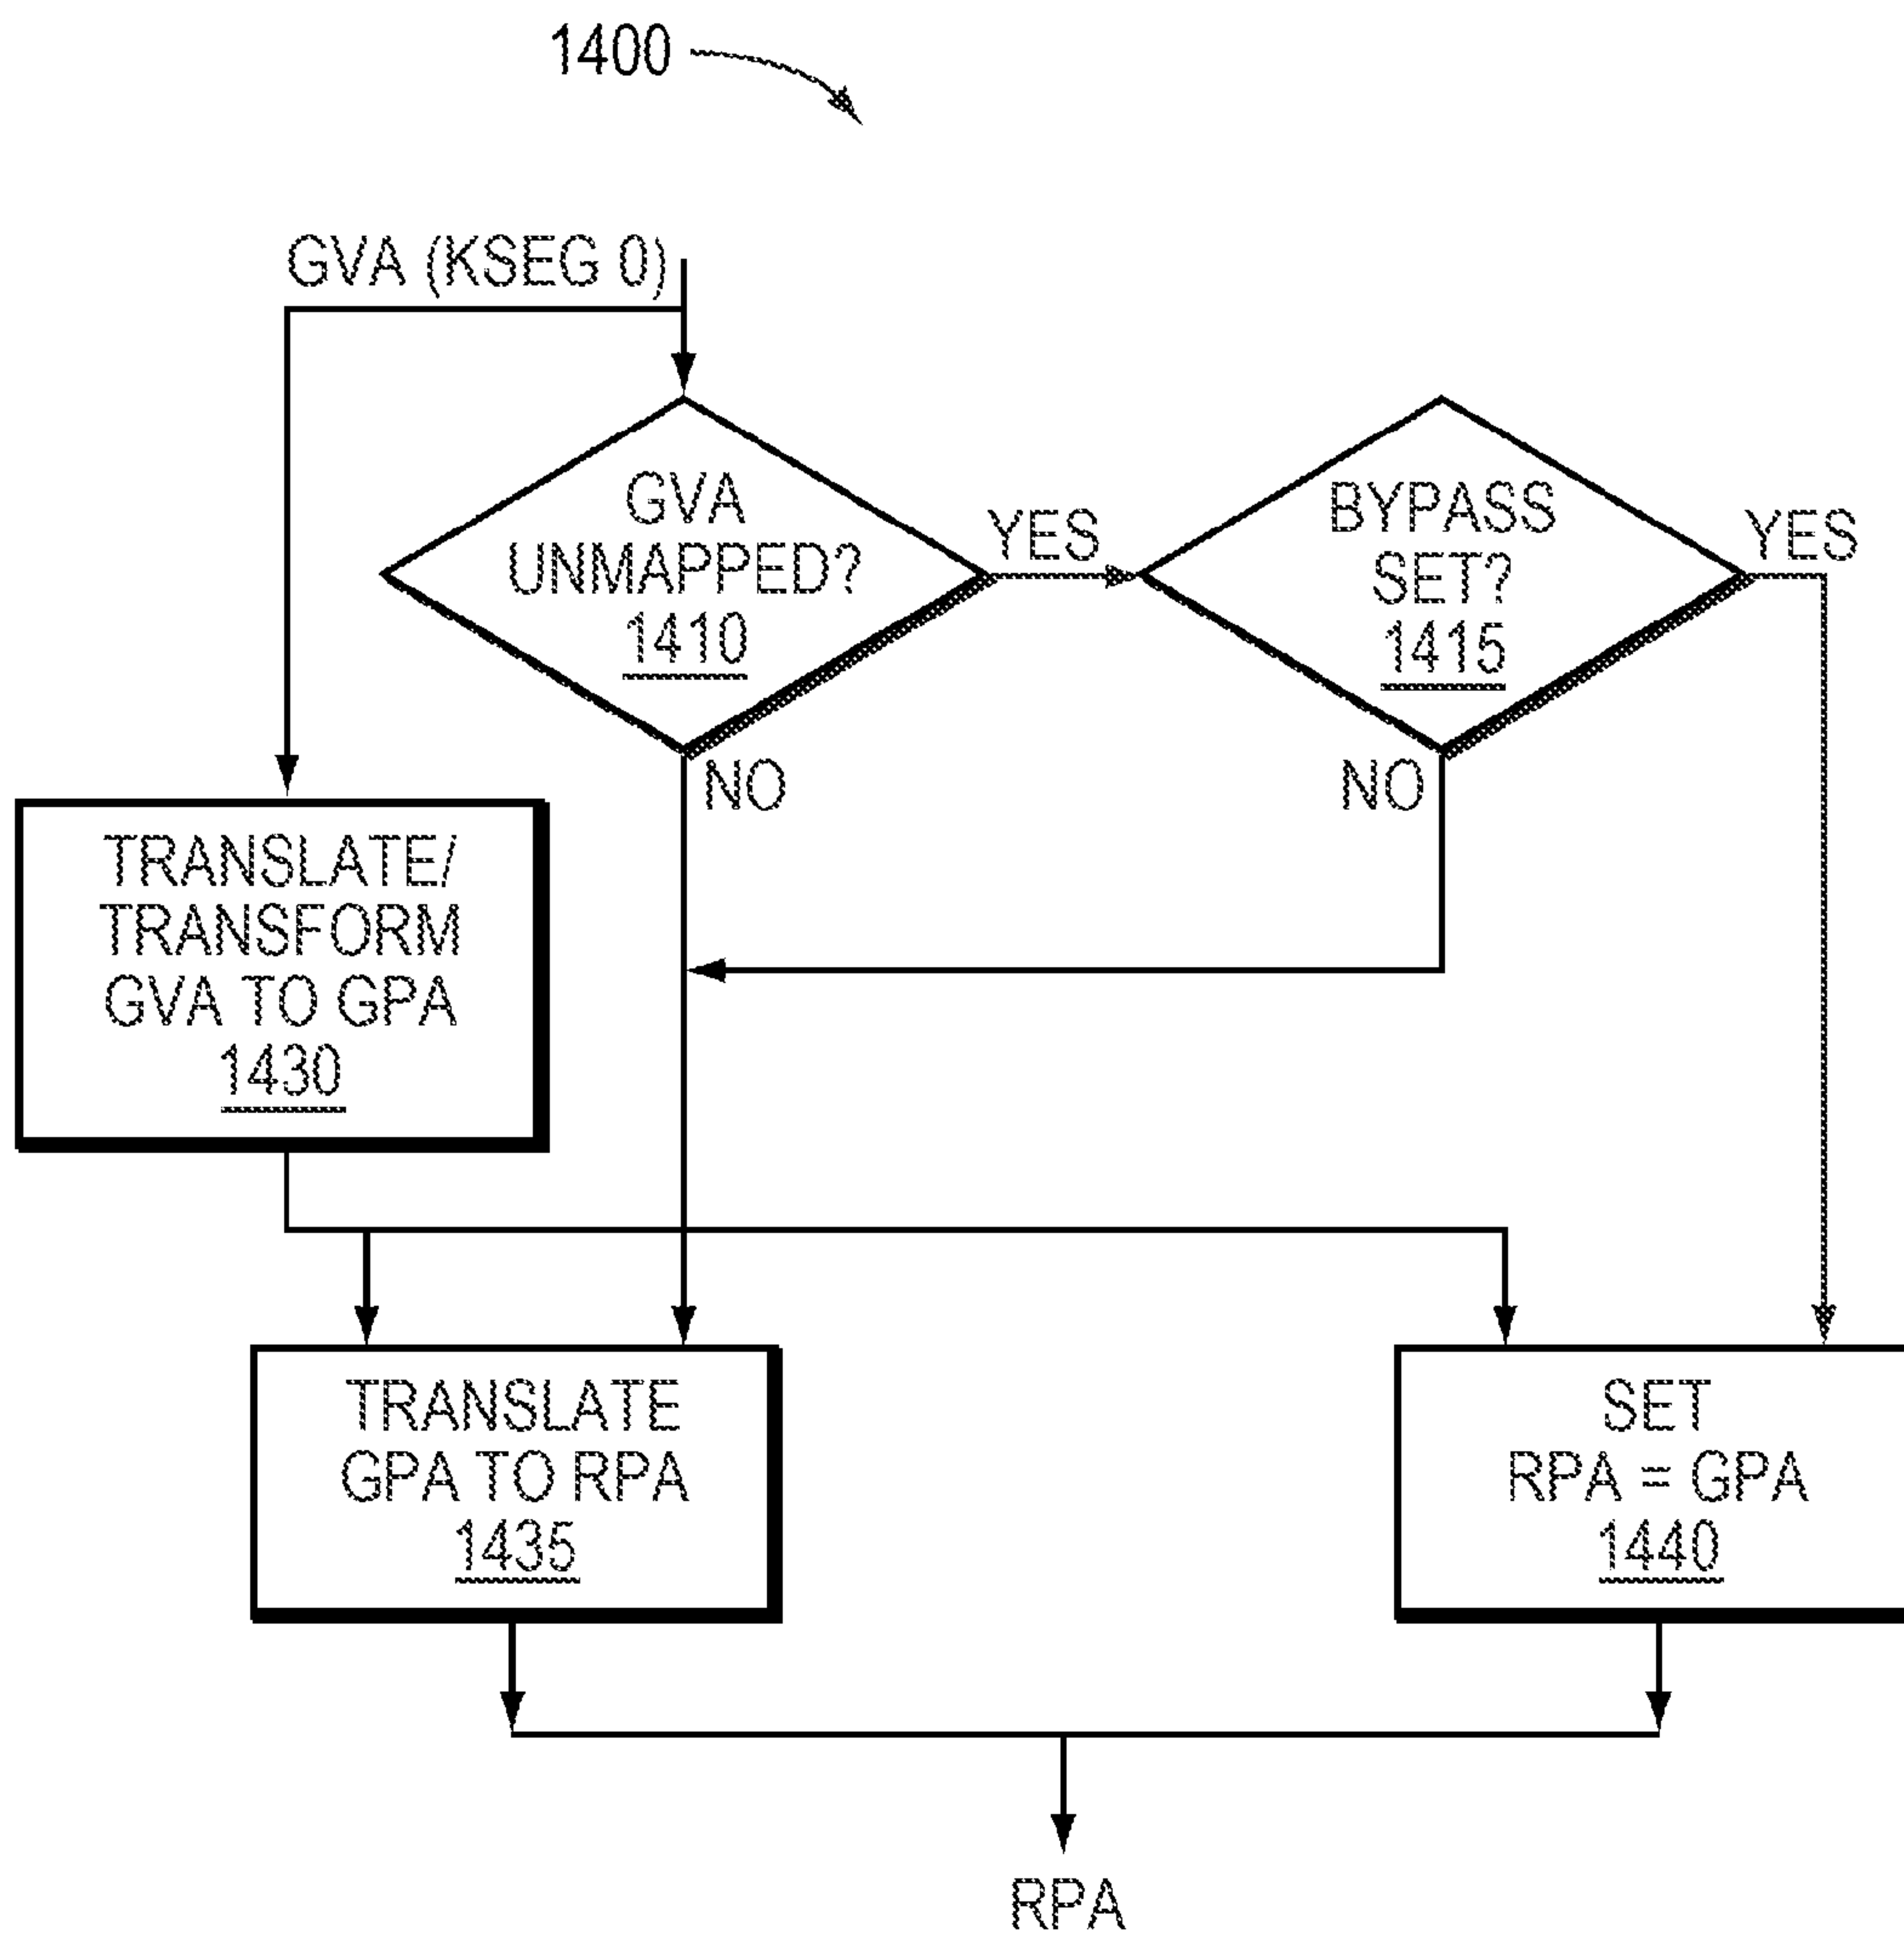 1400
GVA (KSEG 0)
GVA
UNMAPPED?
1410
YES
BYPASS
SET?
1415
YES
NO
NO
TRANSLATE/
TRANSFORM
GVA TO GPA
1430
TRANSLATE
GPA TO RPA
1435
SET
RPA = GPA
1440
RPA